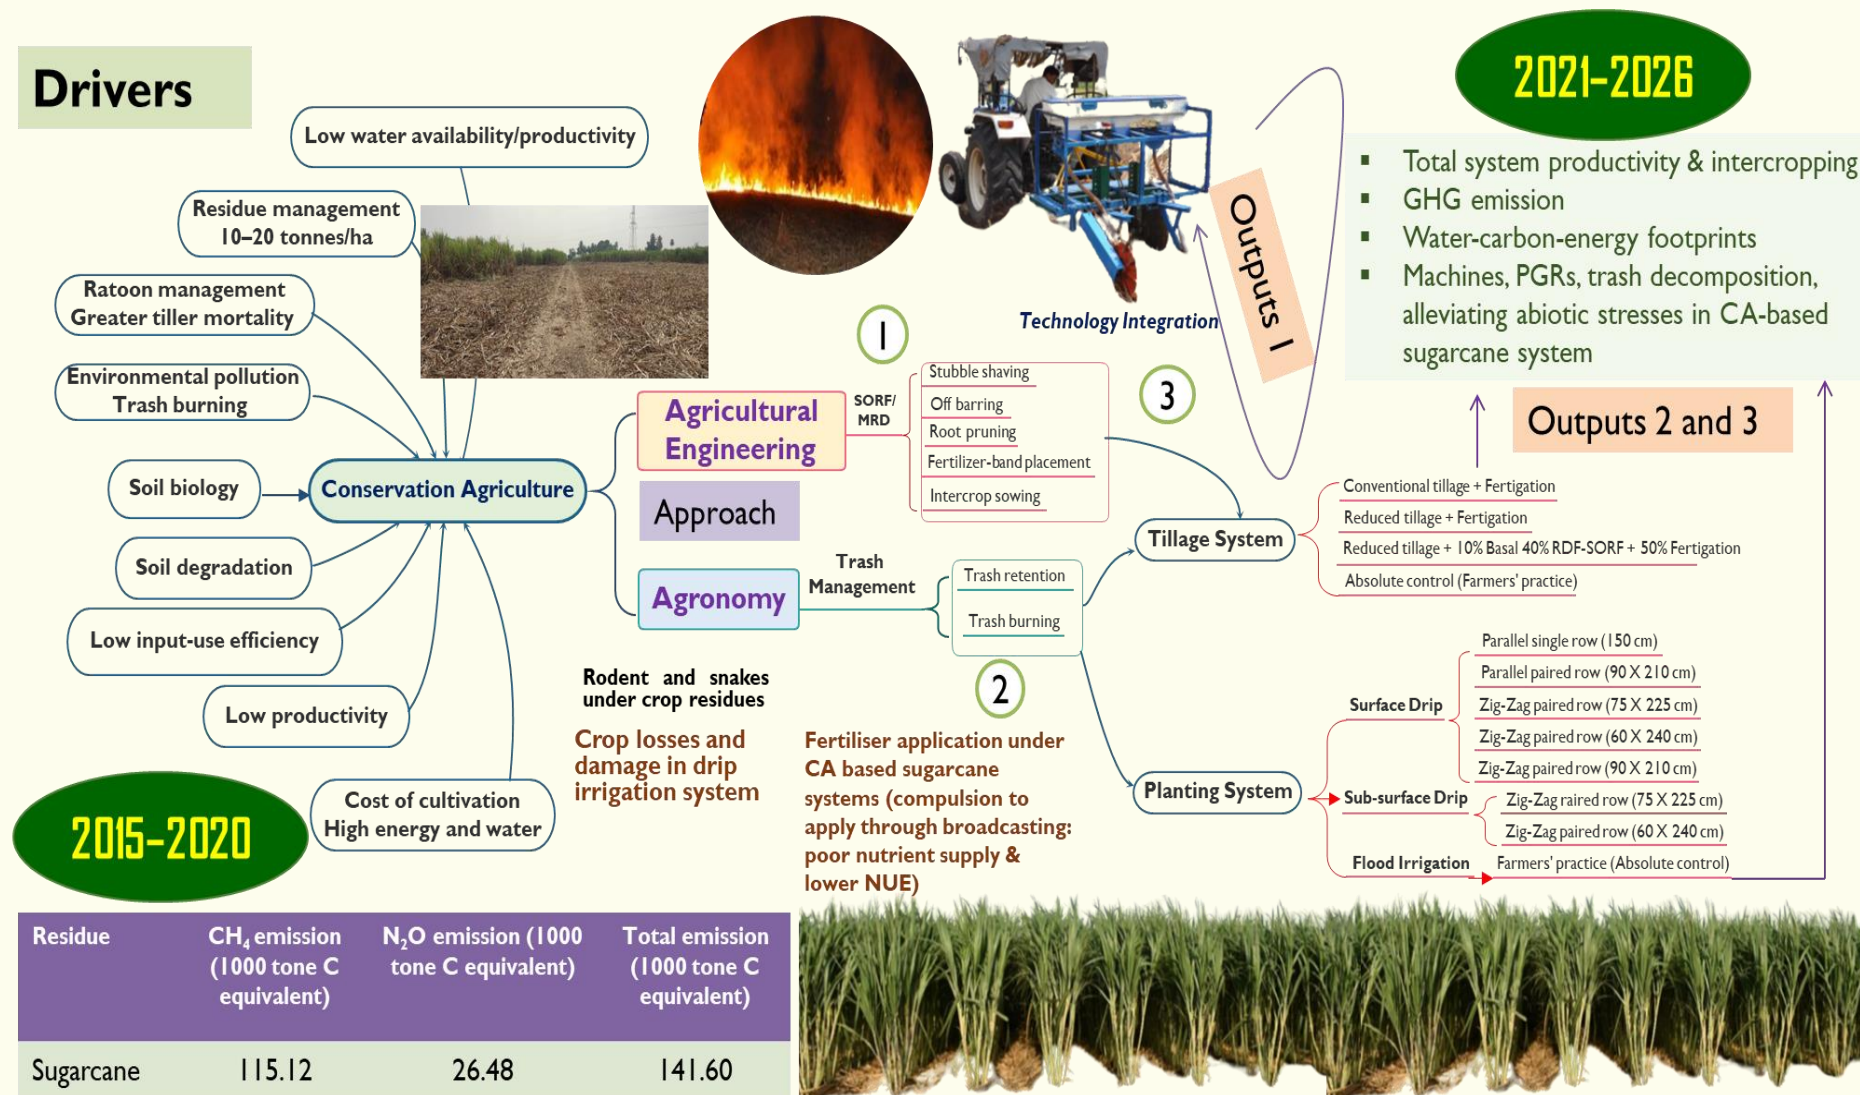 Drivers
Low water availability/productivity
Residue management
10–20 tonnes/ha
Ratoon management
Greater tiller mortality
Environmental pollution
Trash burning
Soil biology
Soil degradation
Low input-use efficiency
Low productivity
Cost of cultivation
High energy and water
Conservation Agriculture
2015–2020
Agricultural
Engineering
Approach
Agronomy
SORF/
MRD
1
Stubble shaving
Off barring
Root pruning
Fertilizer-band placement
Intercrop sowing
Trash
Management
Trash retention
Trash burning
2
Rodent and snakes
under crop residues
Crop losses and
damage in drip
irrigation system
Fertiliser application under
CA based sugarcane
systems (compulsion to
apply through broadcasting:
poor nutrient supply &
lower NUE)
Technology Integration
3
Outputs 1
Tillage System
Conventional tillage + Fertigation
Reduced tillage + Fertigation
Reduced tillage + 10% Basal 40% RDF-SORF + 50% Fertigation
Absolute control (Farmers' practice)
Planting System
Surface Drip
Parallel single row (150 cm)
Parallel paired row (90 X 210 cm)
Zig-Zag paired row (75 X 225 cm)
Zig-Zag paired row (60 X 240 cm)
Zig-Zag paired row (90 X 210 cm)
Sub-surface Drip
Zig-Zag raired row (75 X 225 cm)
Zig-Zag paired row (60 X 240 cm)
Flood Irrigation
Farmers' practice (Absolute control)
2021–2026
▪ Total system productivity & intercropping
▪ GHG emission
▪ Water-carbon-energy footprints
▪ Machines, PGRs, trash decomposition,
alleviating abiotic stresses in CA-based
sugarcane system
Outputs 2 and 3
Residue CH₄ emission (1000 tone C equivalent) N₂O emission (1000 tone C equivalent) Total emission (1000 tone C equivalent)
Sugarcane 115.12 26.48 141.60